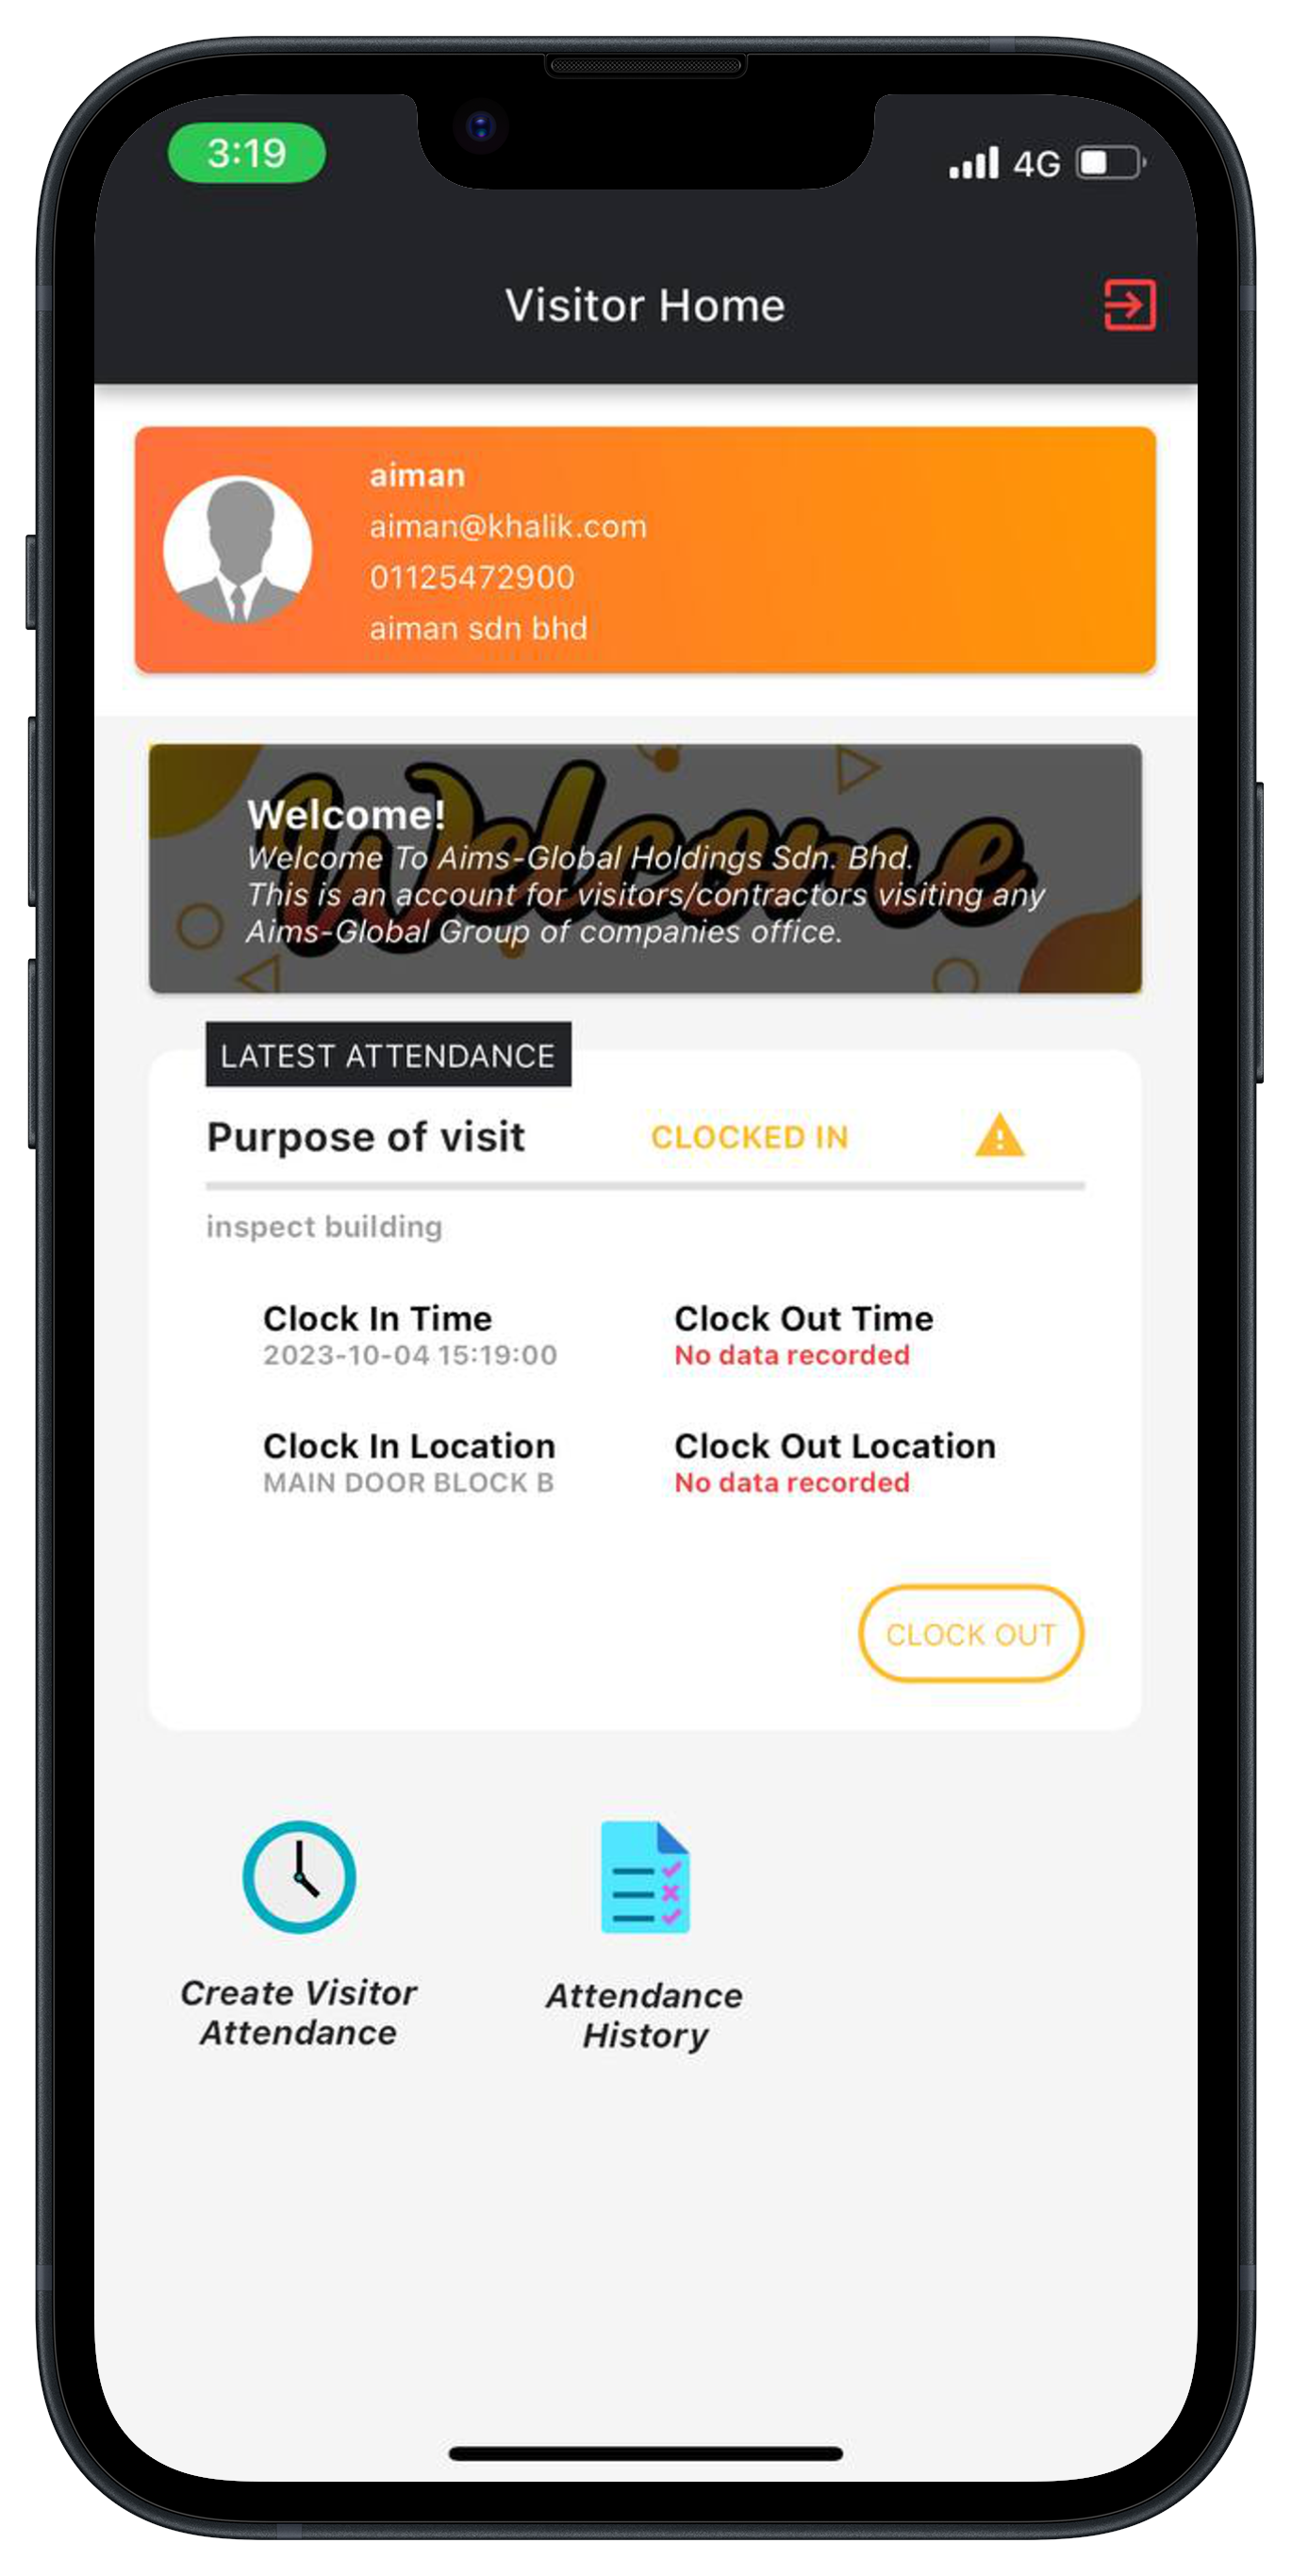 3:19
4G
Visitor Home
aiman
aiman@khalik.com
01125472900
aiman sdn bhd
Welcome
Welcome!
Welcome To Aims-Global Holdings Sdn. Bhd.
This is an account for visitors/contractors visiting any
Aims-Global Group of companies office.
LATEST ATTENDANCE
Purpose of visit
CLOCKED IN
inspect building
Clock In Time
2023-10-04 15:19:00
Clock Out Time
No data recorded
Clock In Location
MAIN DOOR BLOCK B
Clock Out Location
No data recorded
CLOCK OUT
Create Visitor
Attendance
Attendance
History